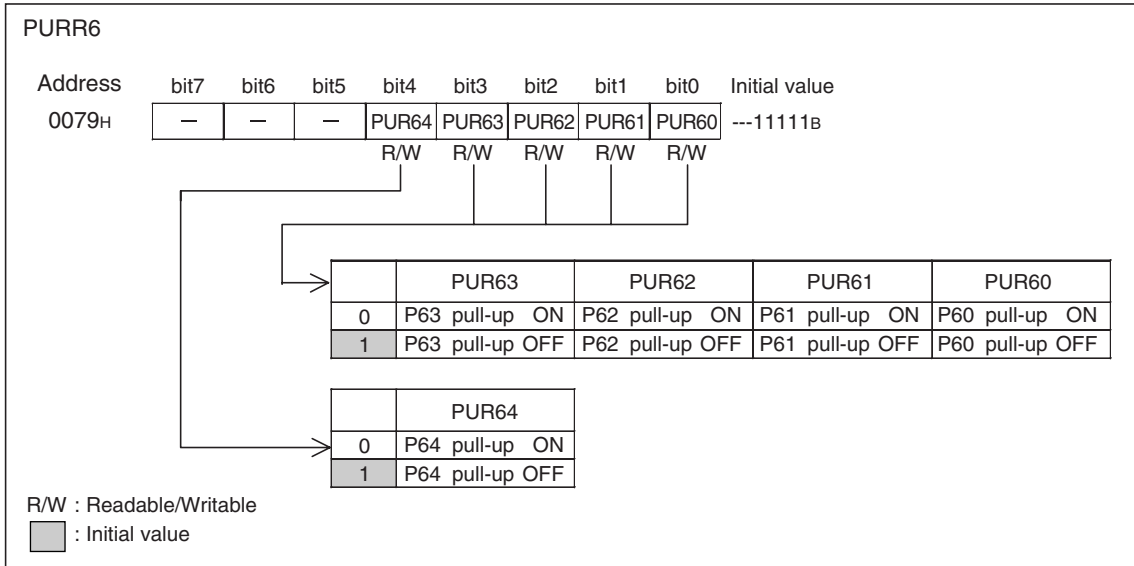 PURR6
Address bit7 bit6 bit5 bit4 bit3 bit2 bit1 bit0 Initial value
0079H – – – PUR64 PUR63 PUR62 PUR61 PUR60 ---11111B
R/W R/W R/W R/W R/W
PUR63 PUR62 PUR61 PUR60
0 P63 pull-up ON P62 pull-up ON P61 pull-up ON P60 pull-up ON
1 P63 pull-up OFF P62 pull-up OFF P61 pull-up OFF P60 pull-up OFF
PUR64
0 P64 pull-up ON
1 P64 pull-up OFF
R/W : Readable/Writable
: Initial value